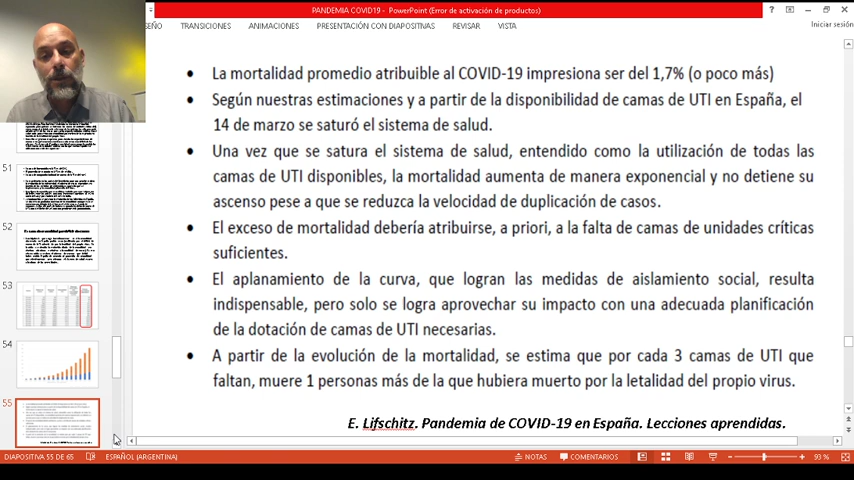 PANDEMIA COVID19 - PowerPoint (Error de activación de productos)
SEÑO TRANSICIONES ANIMACIONES PRESENTACIÓN CON DIAPOSITIVAS REVISAR VISTA
Iniciar sesión
• La mortalidad promedio atribuible al COVID-19 impresiona ser del 1,7% (o poco más)
• Según nuestras estimaciones y a partir de la disponibilidad de camas de UTI en España, el
14 de marzo se saturó el sistema de salud.
• Una vez que se satura el sistema de salud, entendido como la utilización de todas las
camas de UTI disponibles, la mortalidad aumenta de manera exponencial y no detiene su
ascenso pese a que se reduzca la velocidad de duplicación de casos.
• El exceso de mortalidad debería atribuirse, a priori, a la falta de camas de unidades críticas
suficientes.
• El aplanamiento de la curva, que logran las medidas de aislamiento social, resulta
indispensable, pero solo se logra aprovechar su impacto con una adecuada planificación
de la dotación de camas de UTI necesarias.
• A partir de la evolución de la mortalidad, se estima que por cada 3 camas de UTI que
faltan, muere 1 personas más de la que hubiera muerto por la letalidad del propio virus.
E. Lifschitz. Pandemia de COVID-19 en España. Lecciones aprendidas.
51
52
53
54
55
DIAPOSITIVA 55 DE 65 ESPAÑOL (ARGENTINA) NOTAS COMENTARIOS 93 %